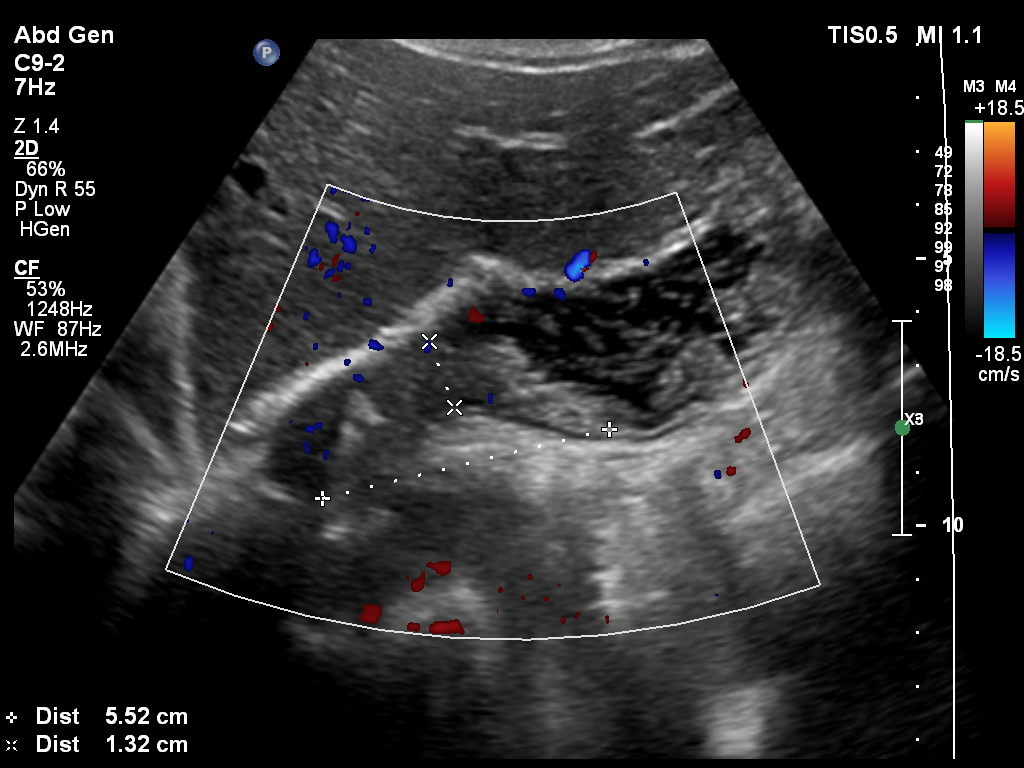 Abd Gen
C9-2
7Hz
Z 1.4
2D
66%
Dyn R 55
P Low
HGen
CF
53%
1248Hz
WF 87Hz
2.6MHz
P
TIS0.5 MI 1.1
M3 M4
+18.5
-18.5
cm/s
49
72
78
85
92
99
5
97
98
X3
10
Dist 5.52 cm
Dist 1.32 cm